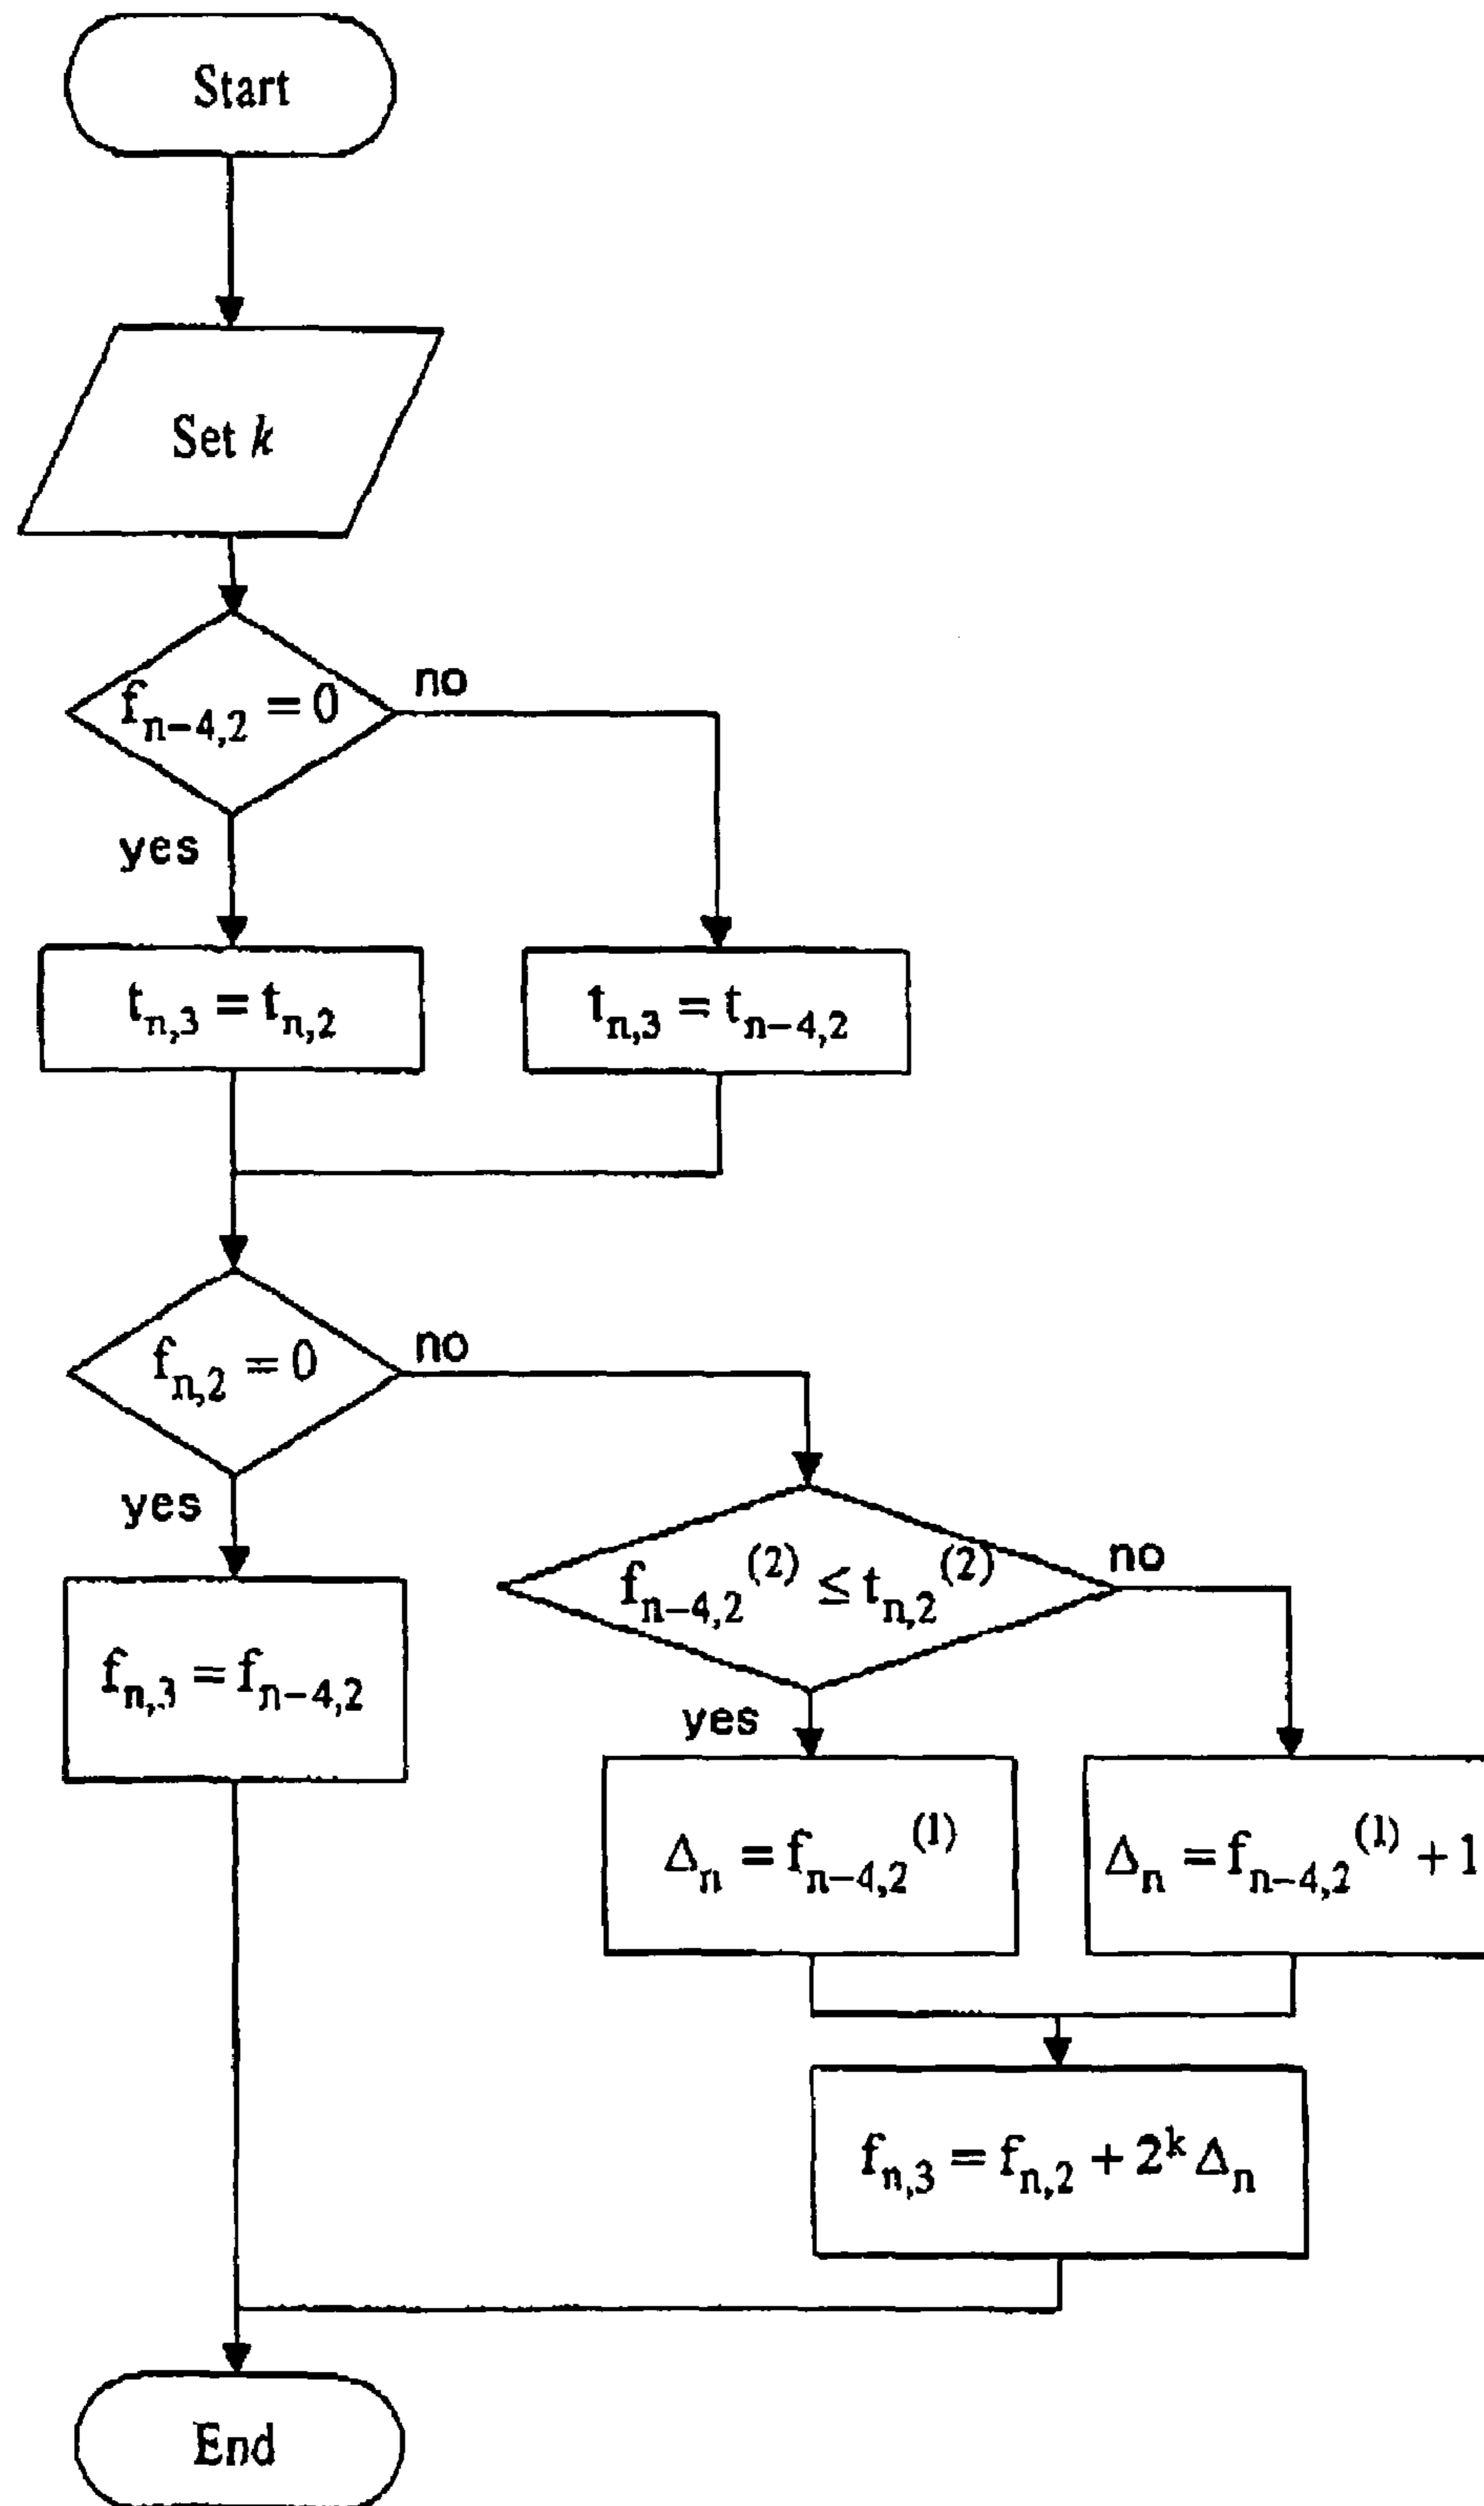 Start
Set k
f_{n-4,2} = 0
no
yes
t_{n,3} = t_{n,2}
t_{n,3} = t_{n-4,2}
f_{n,2} = 0
no
yes
f_{n-4,2}^{(2)} ≤ t_{n,2}^{(2)}
no
f_{n,3} = f_{n-4,2}
yes
Δ_n = f_{n-4,2}^{(1)}
Δ_n = f_{n-4,2}^{(1)} + 1
f_{n,3} = f_{n,2} + 2^k Δ_n
End